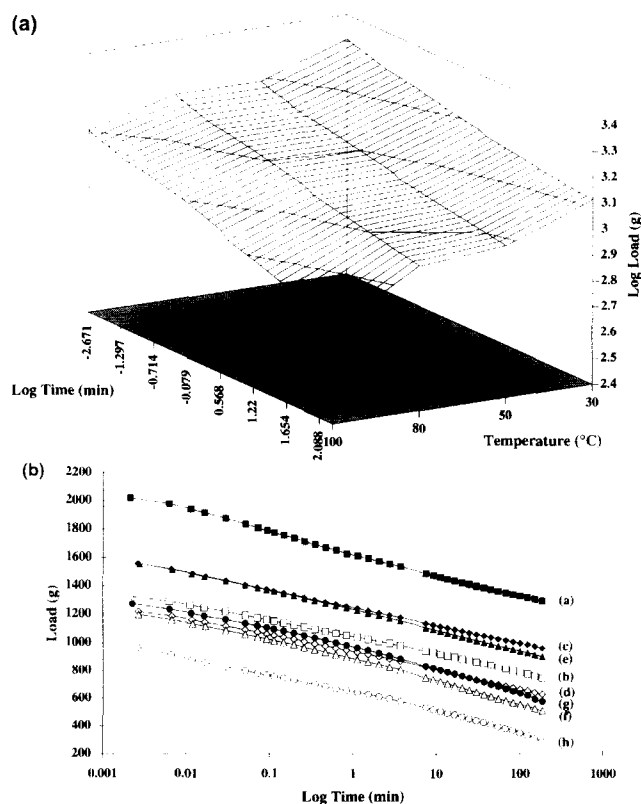 (a)
3.4
3.3
3.2
3.1
3
2.9
2.8
2.7
2.6
2.5
2.4
Log Load (g)
-2.671
-1.297
-0.714
-0.079
0.568
1.22
1.654
2.088
Log Time (min)
100
80
50
30
Temperature (°C)
(b)
2200
2000
1800
1600
1400
1200
1000
800
600
400
200
Load (g)
(a)
(c)
(e)
(b)
(d)
(g)
(f)
(h)
0.001
0.01
0.1
1
10
100
1000
Log Time (min)